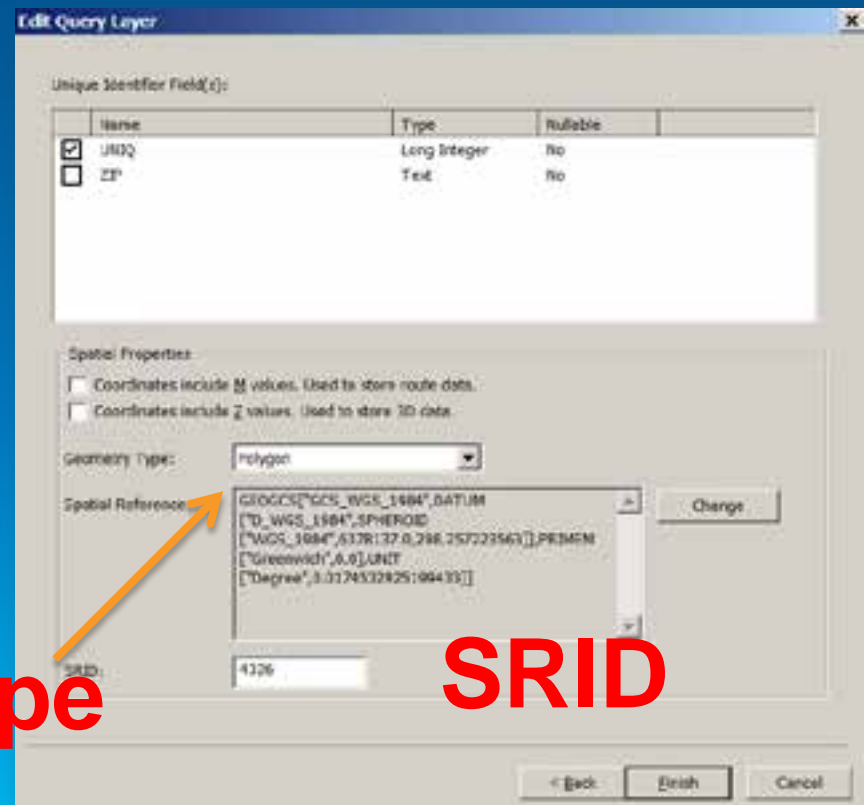 Edit Query Layer
Unique Identifier Field(s):
Name Type Nullable
UNIQ Long Integer No
ZIP Text No
Spatial Properties
Coordinates include M values. Used to store route data.
Coordinates include Z values. Used to store 3D data.
Geometry Type: Polygon
Spatial Reference: GEOGCS["GCS_WGS_1984",DATUM
["D_WGS_1984",SPHEROID
["WGS_1984",6378137.0,298.257223563]],PRIMEM
["Greenwich",0.0],UNIT
["Degree",0.0174532925199433]]
Change
SRID: 4326
pe
SRID
< Back Finish Cancel